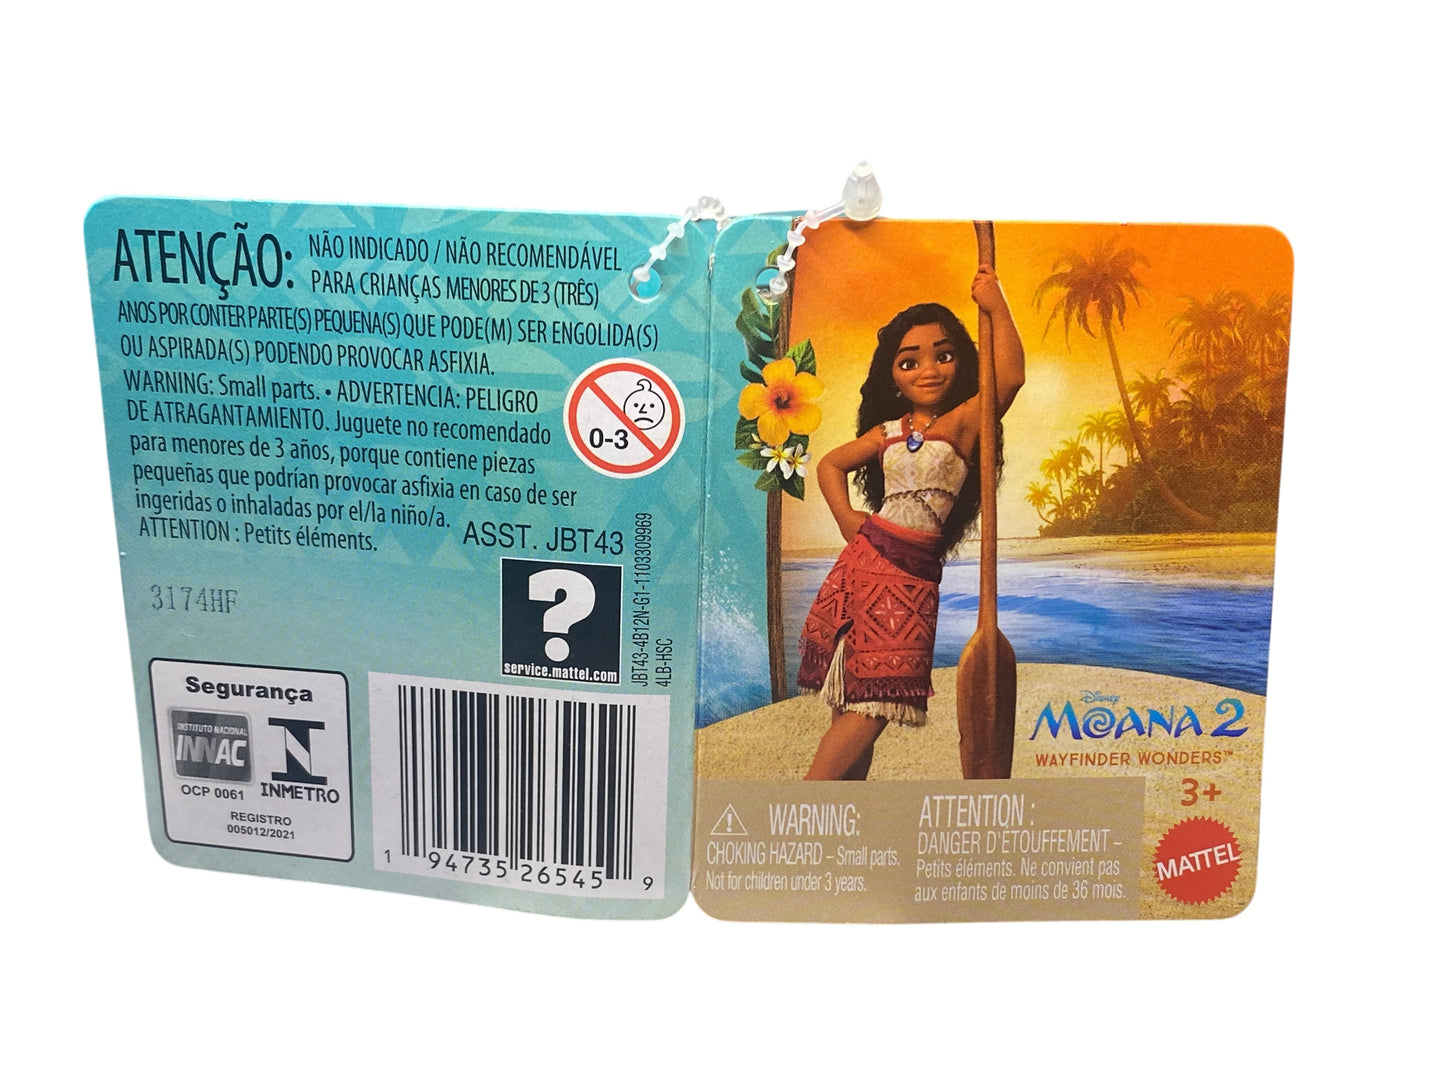 ATENÇÃO: NÃO INDICADO / NÃO RECOMENDÁVEL
PARA CRIANÇAS MENORES DE 3 (TRÊS)
ANOS POR CONTER PARTE(S) PEQUENA(S) QUE PODE(M) SER ENGOLIDA(S)
OU ASPIRADA(S) PODENDO PROVOCAR ASFIXIA.
WARNING: Small parts. • ADVERTENCIA: PELIGRO
DE ATRAGANTAMIENTO. Juguete no recomendado
para menores de 3 años, porque contiene piezas
pequeñas que podrían provocar asfixia en caso de ser
ingeridas o inhaladas por el/la niño/a.
ATTENTION : Petits éléments.
0-3
ASST. JBT43
3174HF
?
service.mattel.com
JBT43-4B12N-G1-1103309969
4LB-HSC
Segurança
INSTITUTO NACIONAL
INNAC
OCP 0061
INMETRO
REGISTRO
005012/2021
1 94735 26545 9
Disney
MOANA 2
WAYFINDER WONDERS™
3+
MATTEL
WARNING:
CHOKING HAZARD – Small parts.
Not for children under 3 years.
ATTENTION :
DANGER D'ÉTOUFFEMENT –
Petits éléments. Ne convient pas
aux enfants de moins de 36 mois.